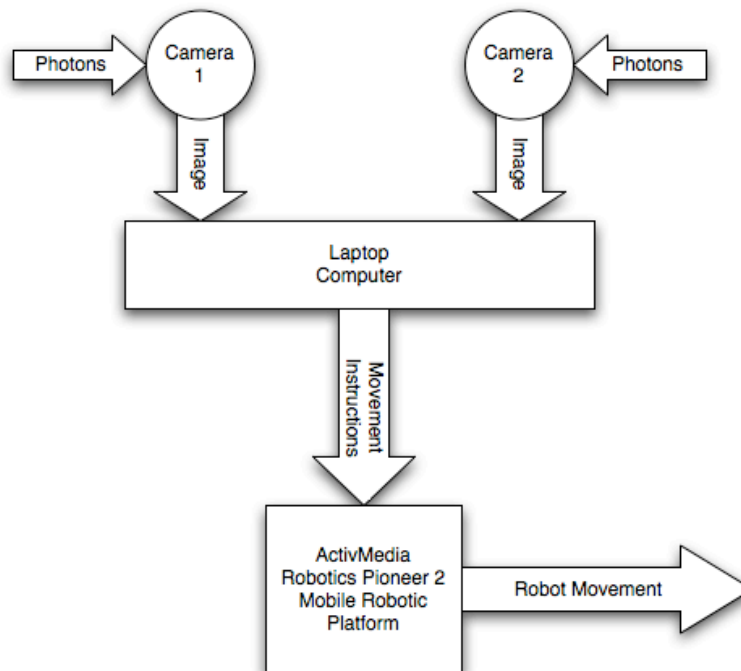 Photons
Camera
1
Camera
2
Photons
Image
Image
Laptop
Computer
Movement
Instructions
ActivMedia
Robotics Pioneer 2
Mobile Robotic
Platform
Robot Movement